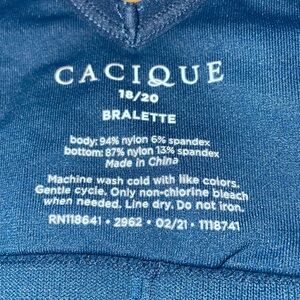 CACIQUE
18/20
BRALETTE
body: 94% nylon 6% spandex
bottom: 87% nylon 13% spandex
Made in China
Machine wash cold with like colors.
Gentle cycle. Only non-chlorine bleach
when needed. Line dry. Do not iron.
RN118641 • 2962 • 02/21 • 1118741